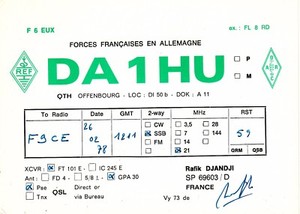 F 6 EUX
ex. : FL 8 RD
FORCES FRANÇAISES EN ALLEMAGNE
REF
DA1HU
P
M
QTH OFFENBOURG - LOC : DI 50 b - DOK : A 11
To Radio DATE GMT 2-way MHz RST
F9CE 26 02 78 1811 59
CW 3,5 28
SSB 7 144
FM 14
21 QRM QSB
XCVR : FT 101 E - IC 245 E
Ant : FD 4 - 5/8 λ - GPA 30
Pse QSL Direct or
Tnx via Bureau
Rafik DJANDJI
SP 69603 / D
FRANCE
Vy 73 de